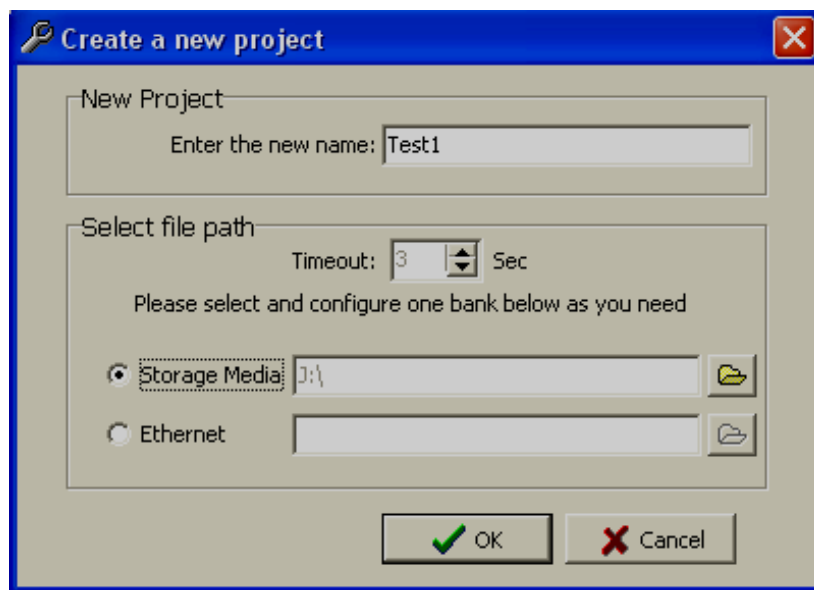 Create a new project
New Project
Enter the new name: Test1
Select file path
Timeout: 3 Sec
Please select and configure one bank below as you need
Storage Media J:\
Ethernet
OK Cancel